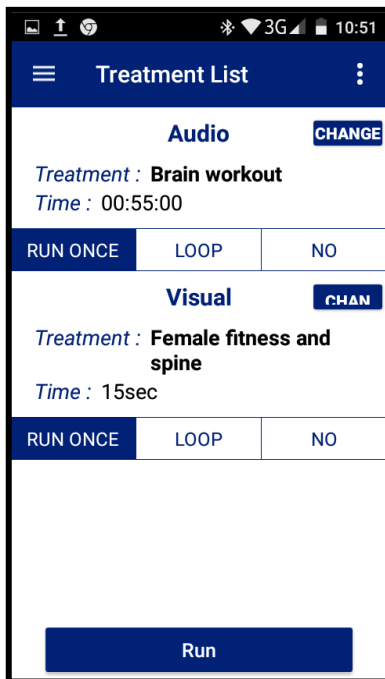 3G 10:51
Treatment List
Audio CHANGE
Treatment : Brain workout
Time : 00:55:00
RUN ONCE LOOP NO
Visual CHAN
Treatment : Female fitness and
spine
Time : 15sec
RUN ONCE LOOP NO
Run